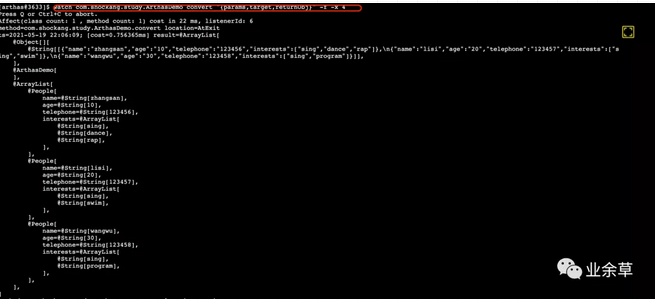 [arthas@3633]$ watch com.shockang.study.ArthasDemo convert "{params,target,returnObj}" -f -x 4
Press Q or Ctrl+C to abort.
Affect(class count: 1 , method count: 1) cost in 22 ms, listenerId: 6
method=com.shockang.study.ArthasDemo.convert location=AtExit
ts=2021-05-19 22:06:09; [cost=0.756365ms] result=@ArrayList[
@Object[][
@String[[{"name":"zhangsan","age":"10","telephone":"123456","interests":["sing","dance","rap"]},\n{"name":"lisi","age":"20","telephone":"123457","interests":["s
ing","swim"]},\n{"name":"wangwu","age":"30","telephone":"123458","interests":["sing","program"]}]],
],
@ArthasDemo[
],
@ArrayList[
@People[
name=@String[zhangsan],
age=@String[10],
telephone=@String[123456],
interests=@ArrayList[
@String[sing],
@String[dance],
@String[rap],
],
],
@People[
name=@String[lisi],
age=@String[20],
telephone=@String[123457],
interests=@ArrayList[
@String[sing],
@String[swim],
],
],
@People[
name=@String[wangwu],
age=@String[30],
telephone=@String[123458],
interests=@ArrayList[
@String[sing],
@String[program],
],
],
],
]
业余草